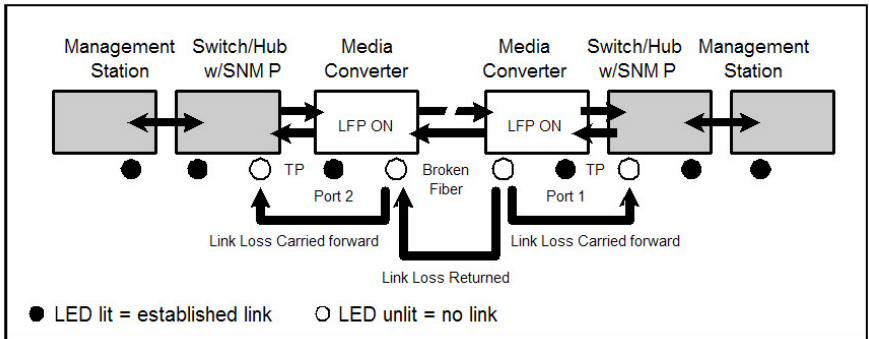 Management Station
Switch/Hub w/SNM P
Media Converter
Media Converter
Switch/Hub w/SNM P
Management Station
LFP ON
LFP ON
TP
Broken Fiber
TP
Port 2
Port 1
Link Loss Carried forward
Link Loss Carried forward
Link Loss Returned
LED lit = established link
LED unlit = no link